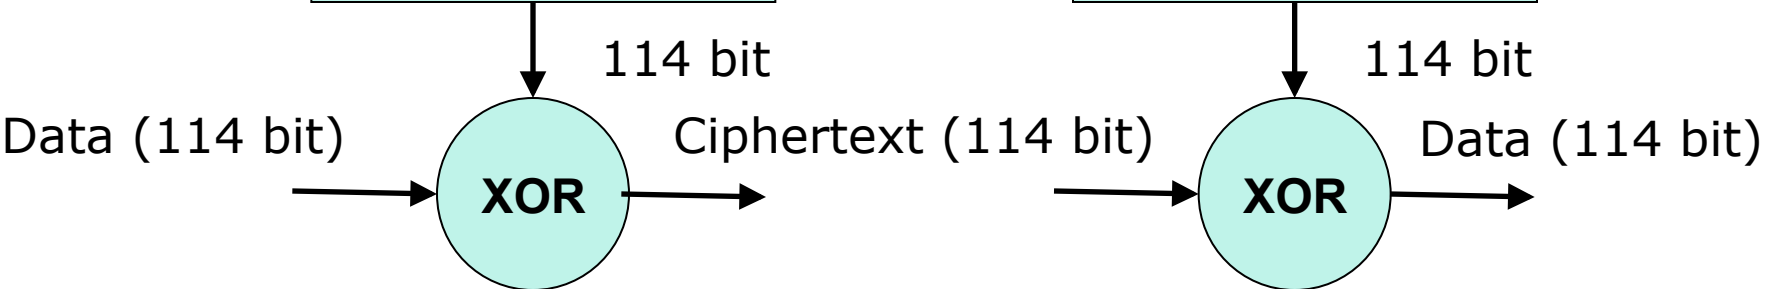 114 bit
114 bit
Data (114 bit)
Ciphertext (114 bit)
Data (114 bit)
XOR
XOR